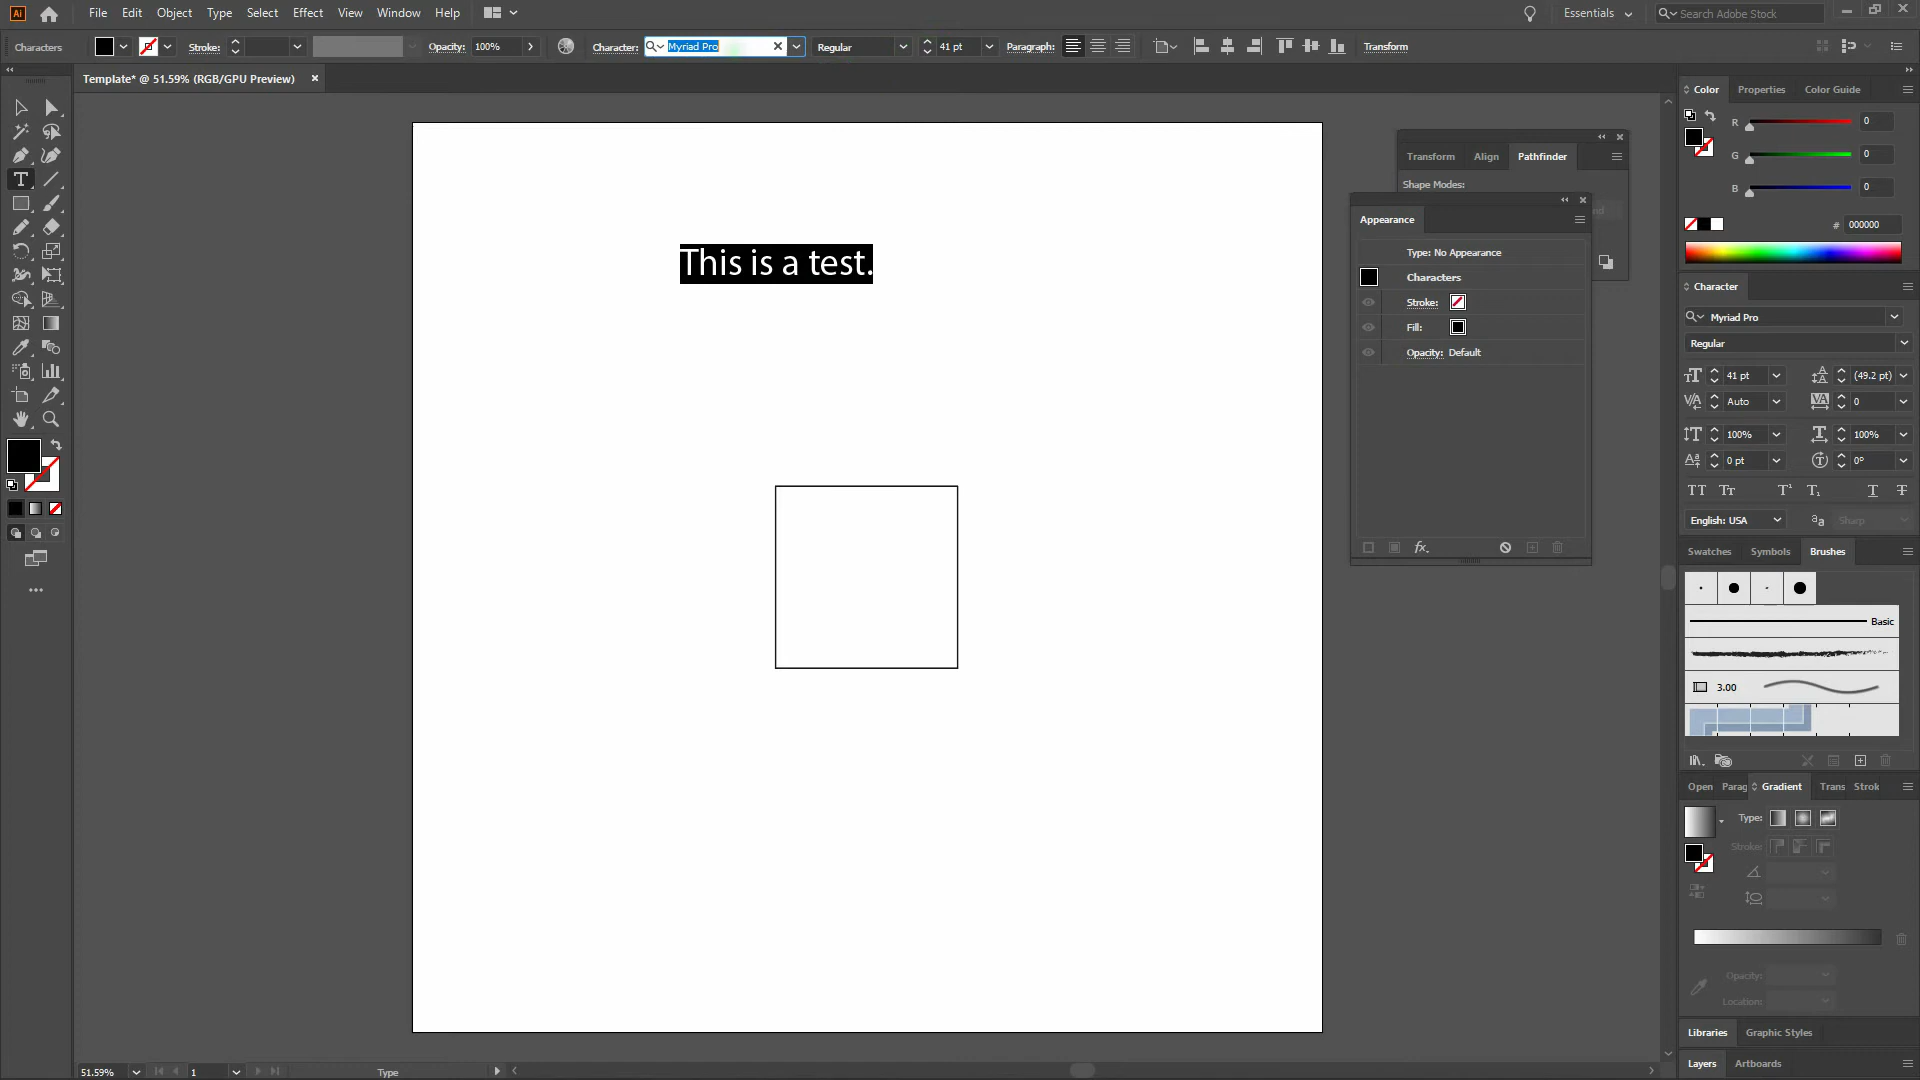 Ai File Edit Object Type Select Effect View Window Help Essentials Search Adobe Stock
Characters Stroke: Opacity: 100% Character: Myriad Pro Regular 41 pt Paragraph: Transform
Template* @ 51.59% (RGB/GPU Preview)
This is a test.
Transform Align Pathfinder
Shape Modes:
Appearance
Type: No Appearance
Characters
Stroke:
Fill:
Opacity: Default
fx
Color Properties Color Guide
R 0
G 0
B 0
# 000000
Character
Myriad Pro
Regular
41 pt (49.2 pt)
Auto 0
100% 100%
0 pt 0°
English: USA Sharp
Swatches Symbols Brushes
Basic
3.00
Open Parag Gradient Trans Strok
Type:
Stroke:
Opacity:
Location:
Libraries Graphic Styles
Layers Artboards
51.59% 1 Type